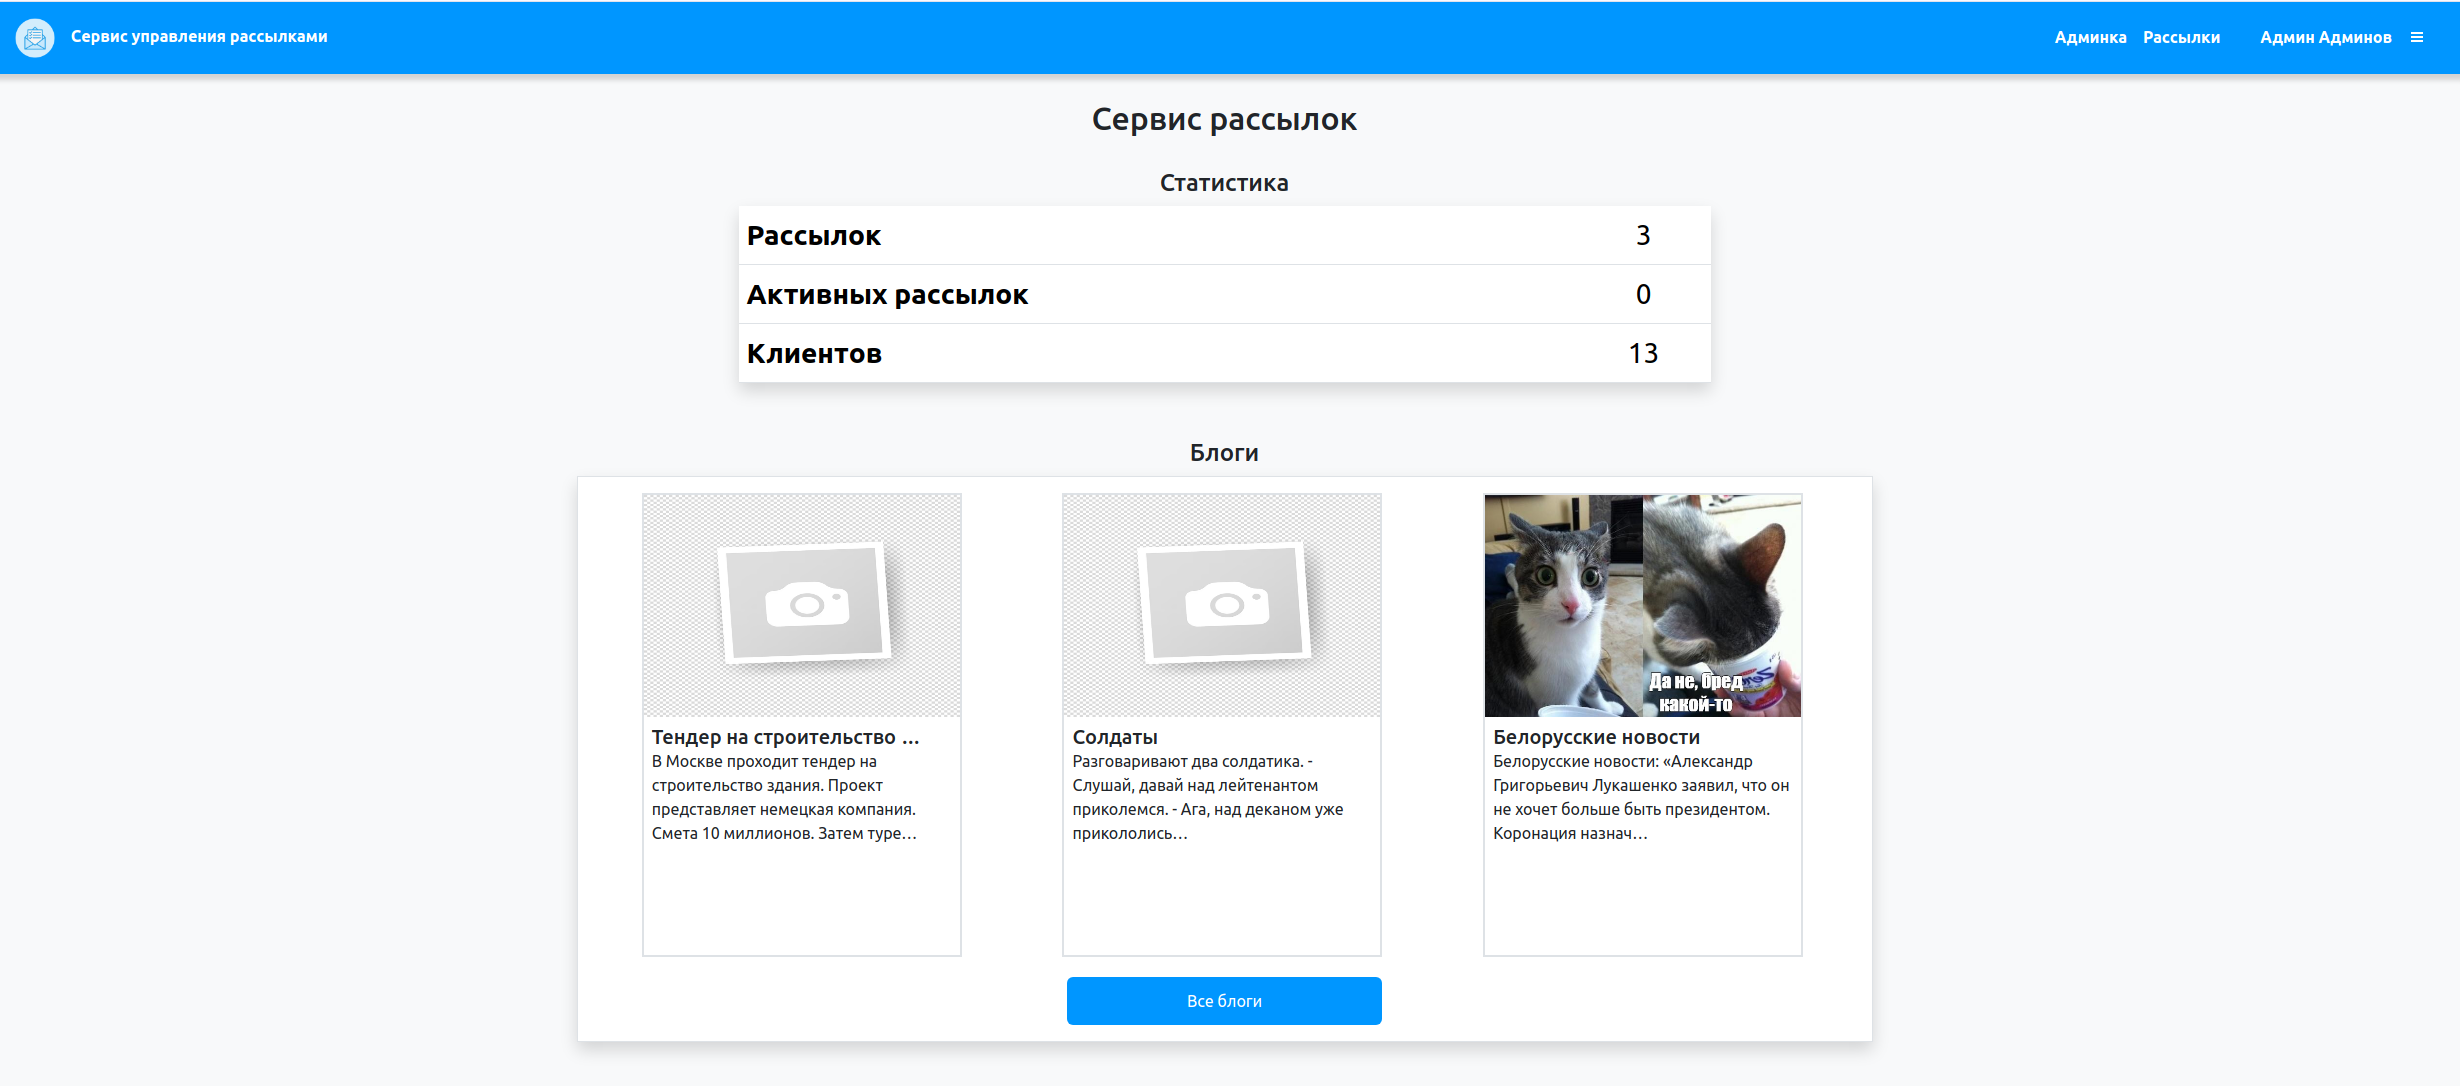 Сервис управления рассылками
Админка Рассылки Админ Админов
Сервис рассылок
Статистика
Рассылок 3
Активных рассылок 0
Клиентов 13
Блоги
Да не, бред
какой-то
Тендер на строительство ...
В Москве проходит тендер на
строительство здания. Проект
представляет немецкая компания.
Смета 10 миллионов. Затем туре…
Солдаты
Разговаривают два солдатика. -
Слушай, давай над лейтенантом
приколемся. - Ага, над деканом уже
прикололись…
Белорусские новости
Белорусские новости: «Александр
Григорьевич Лукашенко заявил, что он
не хочет больше быть президентом.
Коронация назнач…
Все блоги